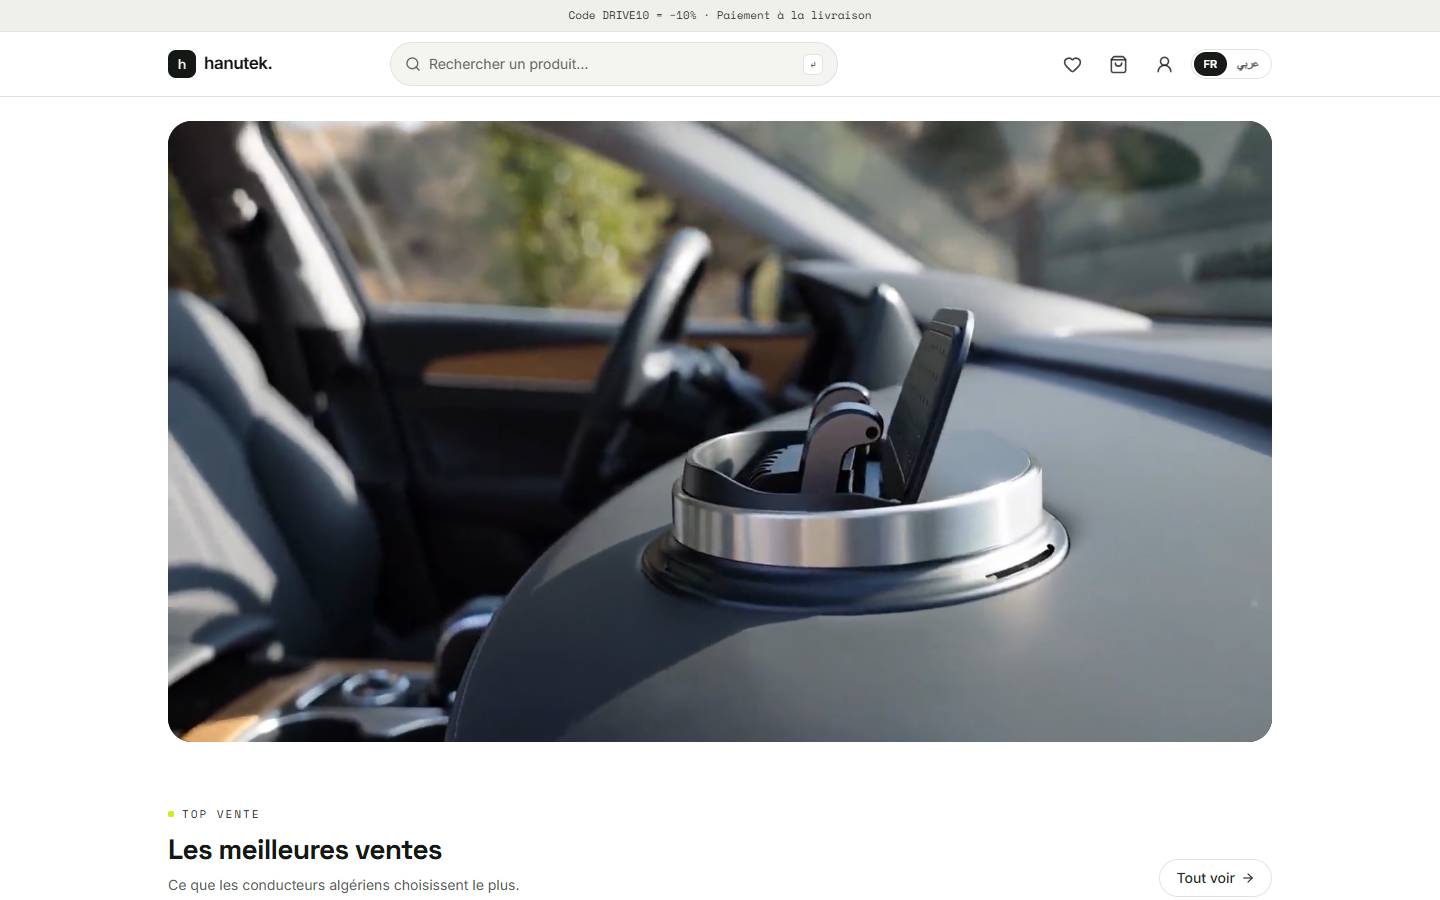 Code DRIVE10 = -10% · Paiement à la livraison
h hanutek.
Rechercher un produit...
FR عربي
TOP VENTE
Les meilleures ventes
Ce que les conducteurs algériens choisissent le plus.
Tout voir →